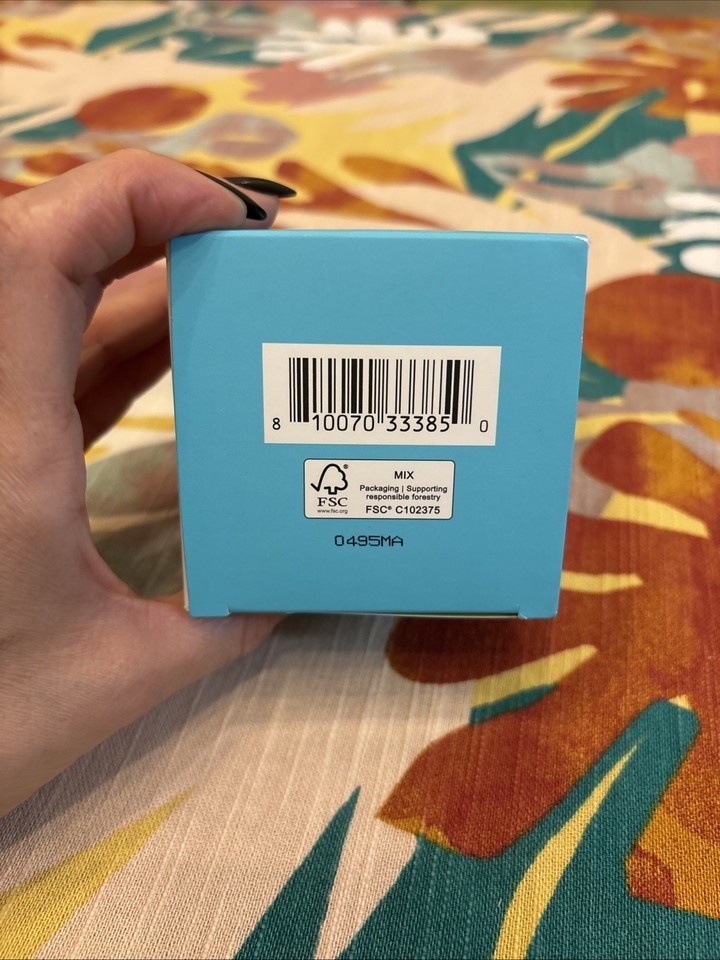 8 10070 33385 0
MIX
Packaging | Supporting
responsible forestry
FSC® C102375
FSC
www.fsc.org
0495MA